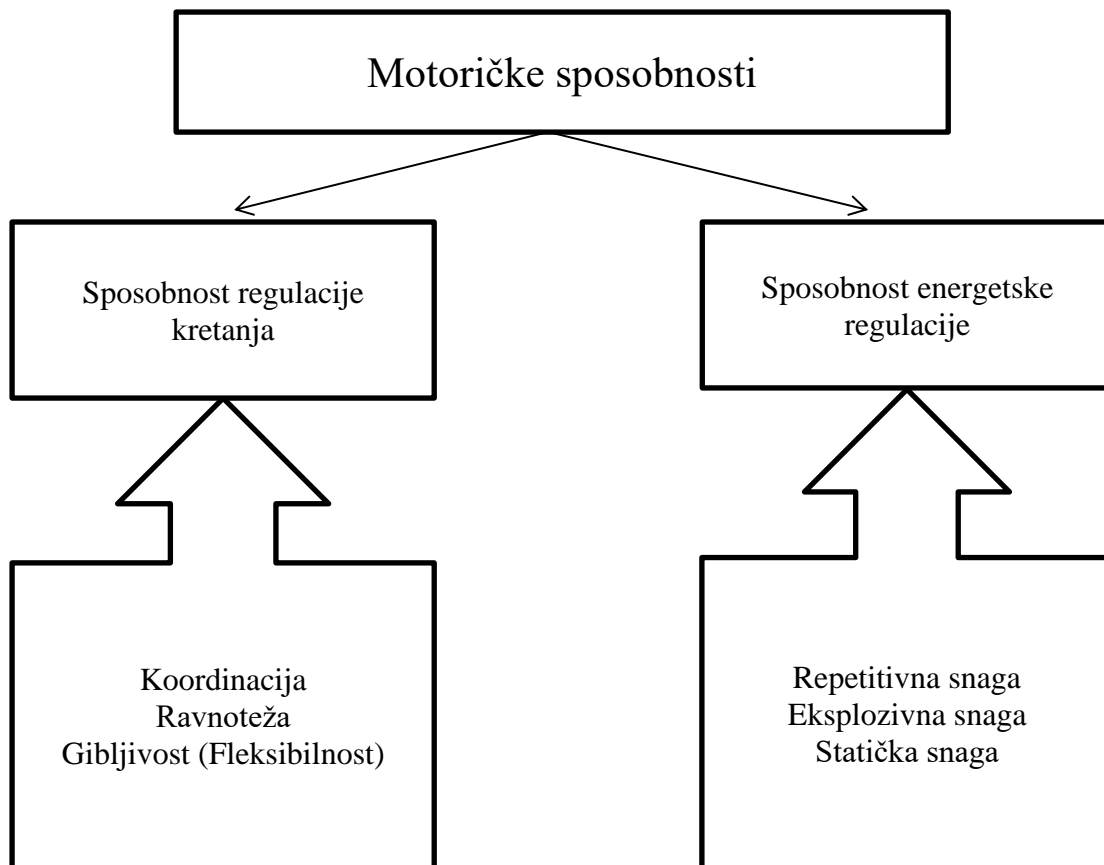 Motoričke sposobnosti
Sposobnost regulacije
kretanja
Sposobnost energetske
regulacije
Koordinacija
Ravnoteža
Gibljivost (Fleksibilnost)
Repetitivna snaga
Eksplozivna snaga
Statička snaga